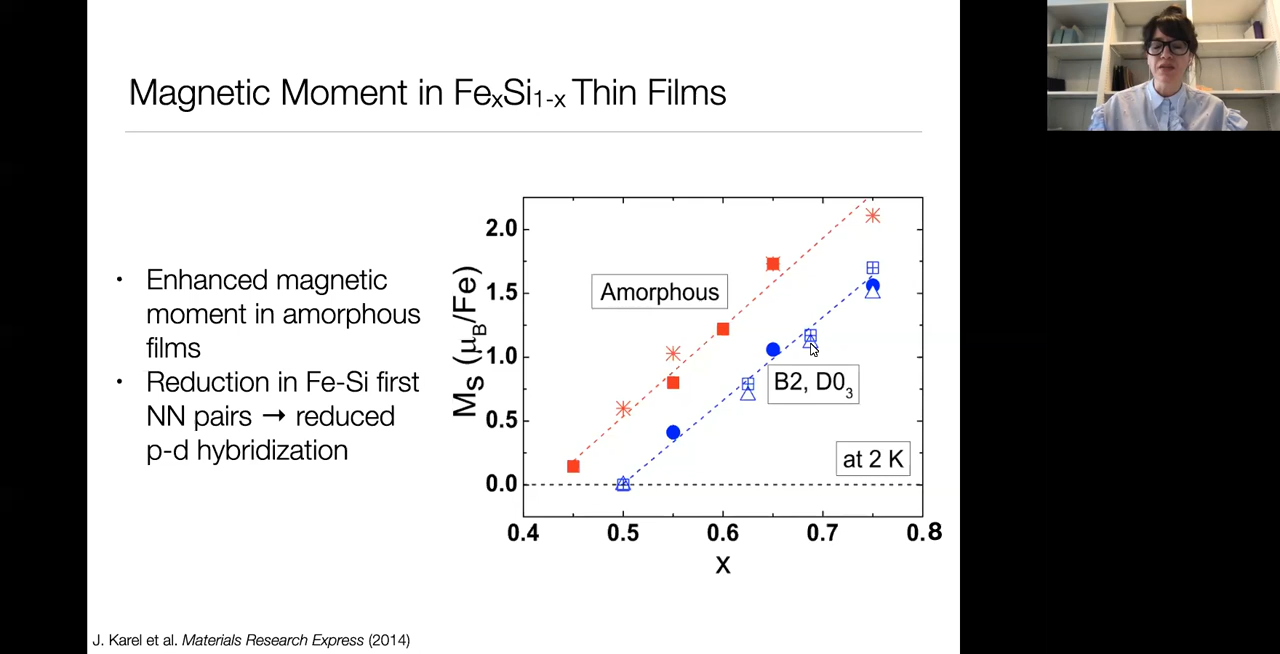 Magnetic Moment in FexSi1-x Thin Films
• Enhanced magnetic
moment in amorphous
films
• Reduction in Fe-Si first
NN pairs → reduced
p-d hybridization
Ms (μB/Fe)
2.0
1.5
1.0
0.5
0.0
Amorphous
B2, D03
at 2 K
0.4 0.5 0.6 0.7 0.8
x
J. Karel et al. Materials Research Express (2014)